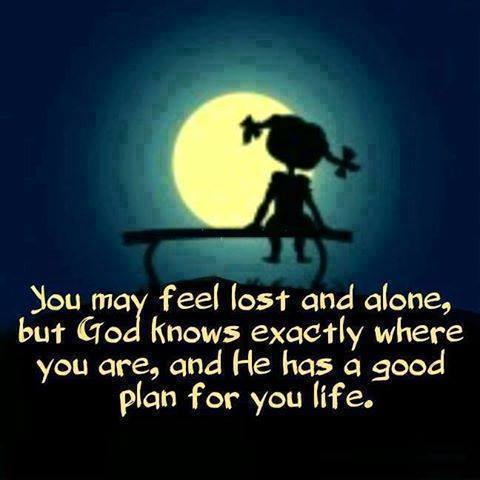 You may feel lost and alone,
but God knows exactly where
you are, and He has a good
plan for you life.